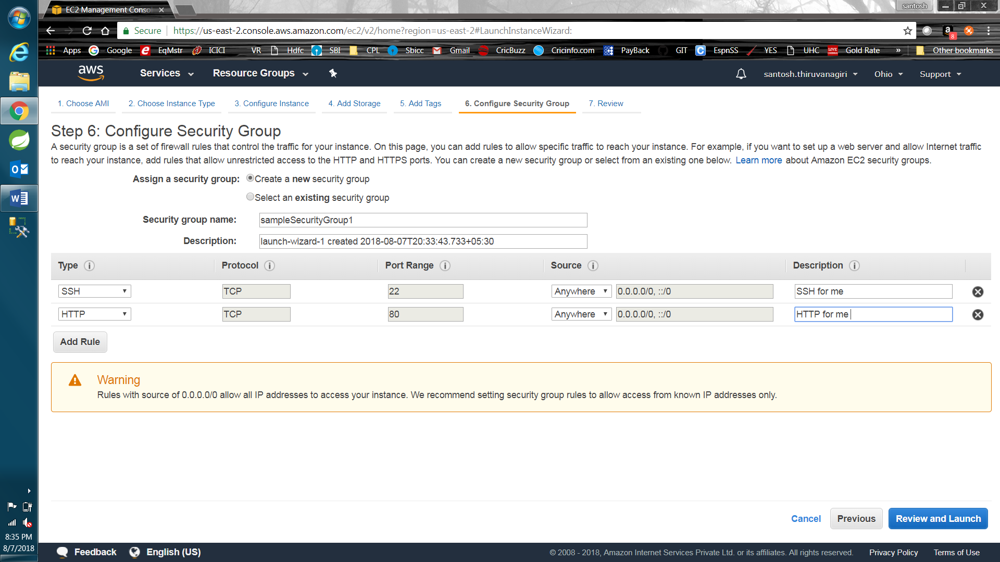 EC2 Management Conso
santosh
Secure https://us-east-2.console.aws.amazon.com/ec2/v2/home?region=us-east-2#LaunchInstanceWizard:
8
Apps Google EqMstr ICICI VR Hdfc SBI CPL Sbicc Gmail CricBuzz Cricinfo.com PayBack GIT EspnSS YES UHC Gold Rate » Other bookmarks
aws Services Resource Groups santosh.thiruvanagiri Ohio Support
1. Choose AMI 2. Choose Instance Type 3. Configure Instance 4. Add Storage 5. Add Tags 6. Configure Security Group 7. Review
Step 6: Configure Security Group
A security group is a set of firewall rules that control the traffic for your instance. On this page, you can add rules to allow specific traffic to reach your instance. For example, if you want to set up a web server and allow Internet traffic
to reach your instance, add rules that allow unrestricted access to the HTTP and HTTPS ports. You can create a new security group or select from an existing one below. Learn more about Amazon EC2 security groups.
Assign a security group: Create a new security group
Select an existing security group
Security group name: sampleSecurityGroup1
Description: launch-wizard-1 created 2018-08-07T20:33:43.733+05:30
Type Protocol Port Range Source Description
SSH TCP 22 Anywhere 0.0.0.0/0, ::/0 SSH for me
HTTP TCP 80 Anywhere 0.0.0.0/0, ::/0 HTTP for me
Add Rule
Warning
Rules with source of 0.0.0.0/0 allow all IP addresses to access your instance. We recommend setting security group rules to allow access from known IP addresses only.
Cancel Previous Review and Launch
8:35 PM
8/7/2018
Feedback English (US) © 2008 - 2018, Amazon Internet Services Private Ltd. or its affiliates. All rights reserved. Privacy Policy Terms of Use